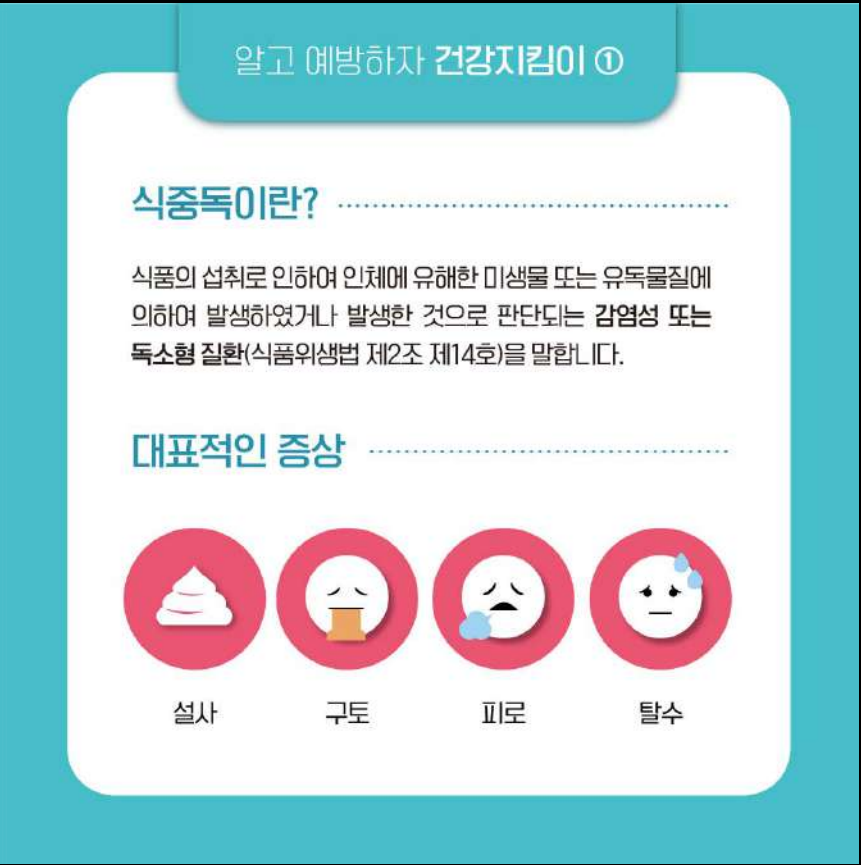 알고 예방하자 건강지킴이 ①
식중독이란?
식품의 섭취로 인하여 인체에 유해한 미생물 또는 유독물질에
의하여 발생하였거나 발생한 것으로 판단되는 감염성 또는
독소형 질환(식품위생법 제2조 제14호)을 말합니다.
대표적인 증상
설사 구토 피로 탈수